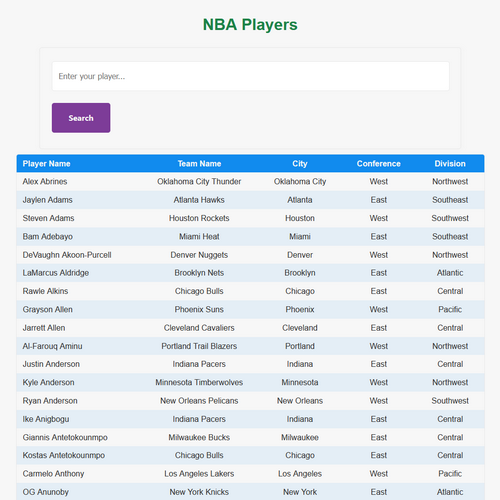 NBA Players
Enter your player...
Search
Player Name Team Name City Conference Division
Alex Abrines Oklahoma City Thunder Oklahoma City West Northwest
Jaylen Adams Atlanta Hawks Atlanta East Southeast
Steven Adams Houston Rockets Houston West Southwest
Bam Adebayo Miami Heat Miami East Southeast
DeVaughn Akoon-Purcell Denver Nuggets Denver West Northwest
LaMarcus Aldridge Brooklyn Nets Brooklyn East Atlantic
Rawle Alkins Chicago Bulls Chicago East Central
Grayson Allen Phoenix Suns Phoenix West Pacific
Jarrett Allen Cleveland Cavaliers Cleveland East Central
Al-Farouq Aminu Portland Trail Blazers Portland West Northwest
Justin Anderson Indiana Pacers Indiana East Central
Kyle Anderson Minnesota Timberwolves Minnesota West Northwest
Ryan Anderson New Orleans Pelicans New Orleans West Southwest
Ike Anigbogu Indiana Pacers Indiana East Central
Giannis Antetokounmpo Milwaukee Bucks Milwaukee East Central
Kostas Antetokounmpo Chicago Bulls Chicago East Central
Carmelo Anthony Los Angeles Lakers Los Angeles West Pacific
OG Anunoby New York Knicks New York East Atlantic